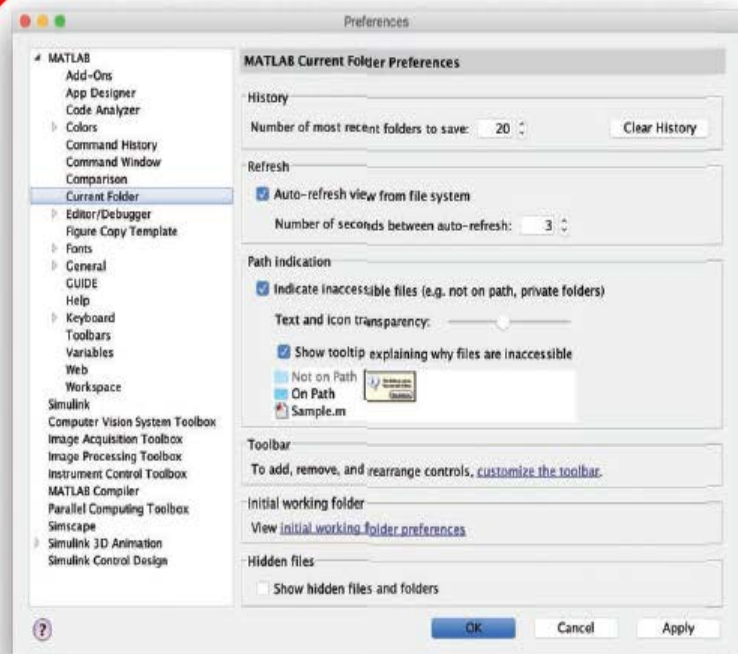 Preferences
MATLAB
Add-Ons
App Designer
Code Analyzer
Colors
Command History
Command Window
Comparison
Current Folder
Editor/Debugger
Figure Copy Template
Fonts
General
GUIDE
Help
Keyboard
Toolbars
Variables
Web
Workspace
Simulink
Computer Vision System Toolbox
Image Acquisition Toolbox
Image Processing Toolbox
Instrument Control Toolbox
MATLAB Compiler
Parallel Computing Toolbox
Simscape
Simulink 3D Animation
Simulink Control Design
MATLAB Current Folder Preferences
History
Number of most recent folders to save: 20 Clear History
Refresh
Auto-refresh view from file system
Number of seconds between auto-refresh: 3
Path indication
Indicate inaccessible files (e.g. not on path, private folders)
Text and icon transparency:
Show tooltip explaining why files are inaccessible
Not on Path
On Path
Sample.m
Toolbar
To add, remove, and rearrange controls, customize the toolbar.
Initial working folder
View initial working folder preferences
Hidden files
Show hidden files and folders
?
OK Cancel Apply